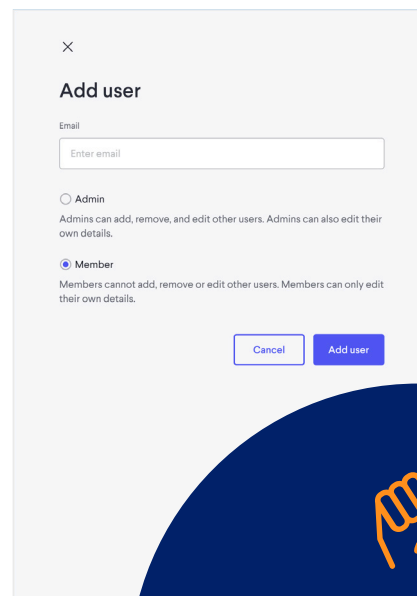 Add user
Email
Enter email
Admin
Admins can add, remove, and edit other users. Admins can also edit their
own details.
Member
Members cannot add, remove or edit other users. Members can only edit
their own details.
Cancel
Add user